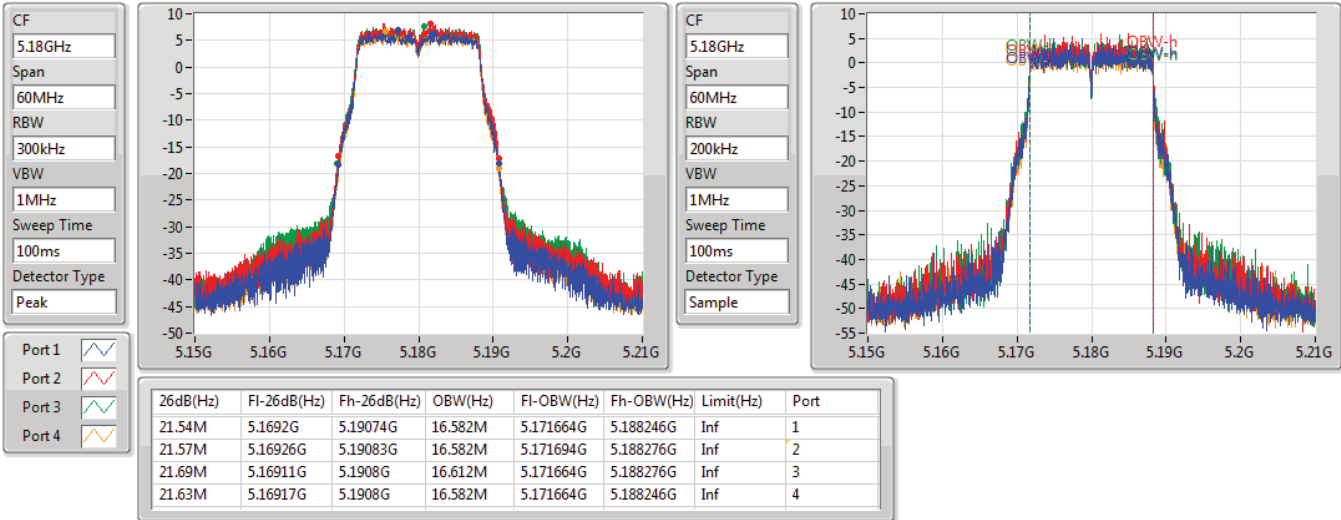 CF
5.18GHz
Span
60MHz
RBW
300kHz
VBW
1MHz
Sweep Time
100ms
Detector Type
Peak
10
5
0
-5
-10
-15
-20
-25
-30
-35
-40
-45
-50
5.15G 5.16G 5.17G 5.18G 5.19G 5.2G 5.21G
CF
5.18GHz
Span
60MHz
RBW
200kHz
VBW
1MHz
Sweep Time
100ms
Detector Type
Sample
10
5
0
-5
-10
-15
-20
-25
-30
-35
-40
-45
-50
-55
OBW-h
OBW-h
5.15G 5.16G 5.17G 5.18G 5.19G 5.2G 5.21G
Port 1
Port 2
Port 3
Port 4
26dB(Hz) Fl-26dB(Hz) Fh-26dB(Hz) OBW(Hz) Fl-OBW(Hz) Fh-OBW(Hz) Limit(Hz) Port
21.54M 5.1692G 5.19074G 16.582M 5.171664G 5.188246G Inf 1
21.57M 5.16926G 5.19083G 16.582M 5.171694G 5.188276G Inf 2
21.69M 5.16911G 5.1908G 16.612M 5.171664G 5.188276G Inf 3
21.63M 5.16917G 5.1908G 16.582M 5.171664G 5.188246G Inf 4